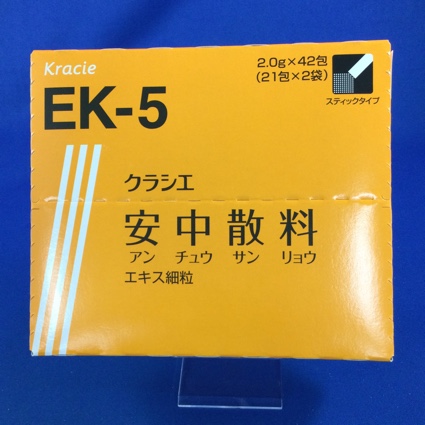 Kracie
2.0g×42包
(21包×2袋)
スティックタイプ
EK-5
クラシエ
安中散料
アン チュウ サン リョウ
エキス細粒